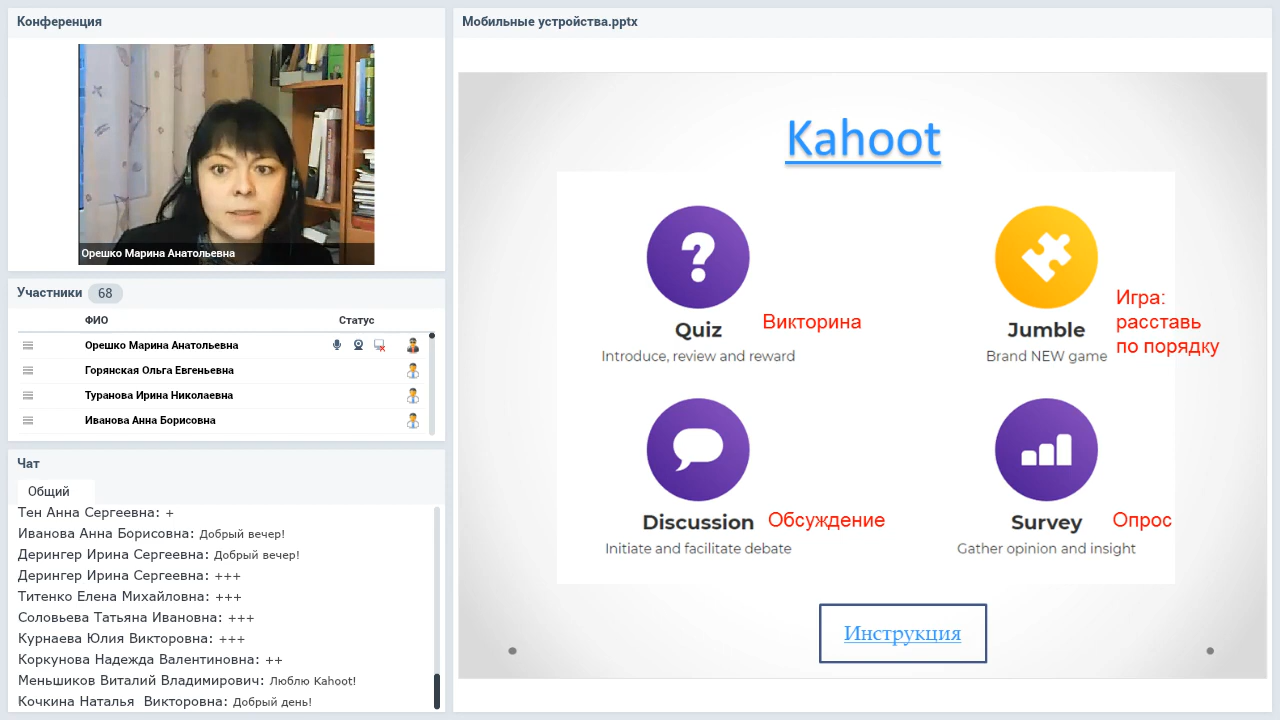 Конференция
Орешко Марина Анатольевна
Участники 68
ФИО Статус
Орешко Марина Анатольевна
Горянская Ольга Евгеньевна
Туранова Ирина Николаевна
Иванова Анна Борисовна
Чат
Общий
Тен Анна Сергеевна: +
Иванова Анна Борисовна: Добрый вечер!
Дерингер Ирина Сергеевна: Добрый вечер!
Дерингер Ирина Сергеевна: +++
Титенко Елена Михайловна: +++
Соловьева Татьяна Ивановна: +++
Курнаева Юлия Викторовна: +++
Коркунова Надежда Валентиновна: ++
Меньшиков Виталий Владимирович: Люблю Kahoot!
Кочкина Наталья  Викторовна: Добрый день!
Мобильные устройства.pptx
Kahoot
Quiz
Викторина
Introduce, review and reward
Jumble
Brand NEW game
Игра:
расставь
по порядку
Discussion
Обсуждение
Initiate and facilitate debate
Survey
Опрос
Gather opinion and insight
Инструкция